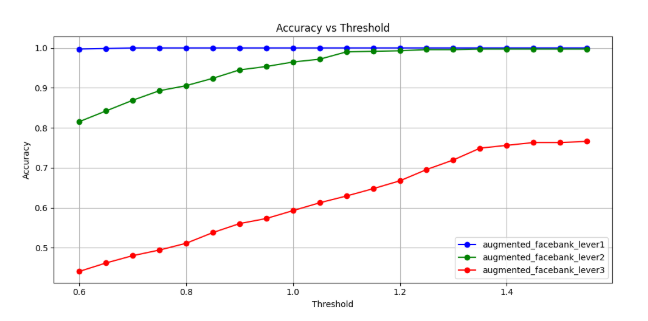 Accuracy vs Threshold
1.0
0.9
0.8
0.7
0.6
0.5
Accuracy
0.6 0.8 1.0 1.2 1.4
Threshold
augmented_facebank_lever1
augmented_facebank_lever2
augmented_facebank_lever3